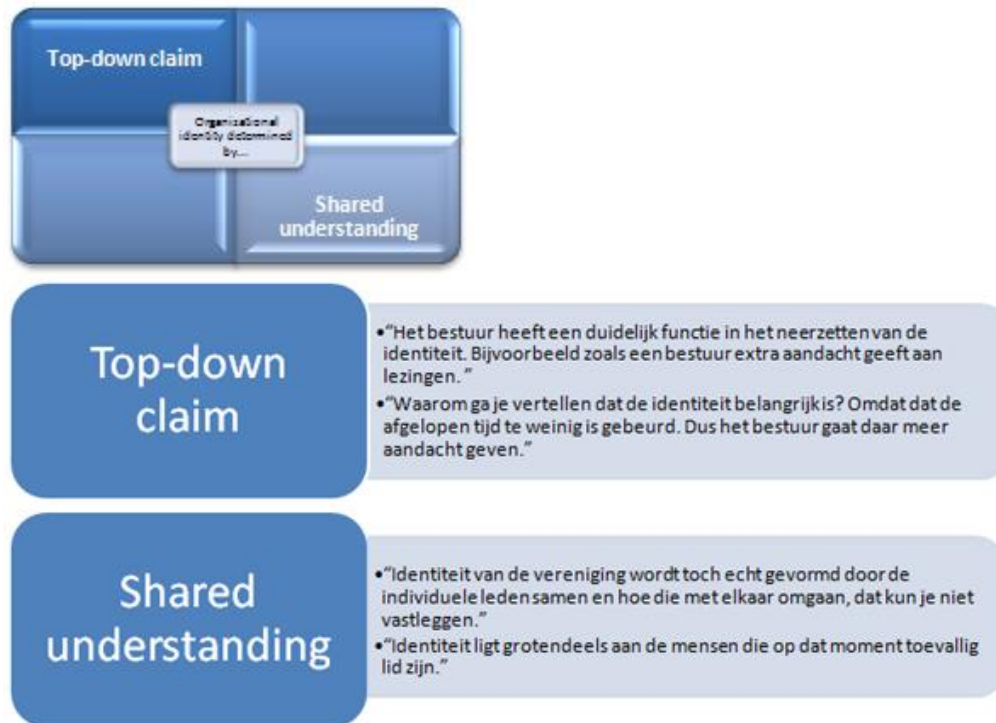 Top-down claim
Organizational
identity determined
by...
Shared
understanding
Top-down
claim
•“Het bestuur heeft een duidelijk functie in het neerzetten van de
identiteit. Bijvoorbeeld zoals een bestuur extra aandacht geeft aan
lezingen. ”
•“Waarom ga je vertellen dat de identiteit belangrijk is? Omdat dat de
afgelopen tijd te weinig is gebeurd. Dus het bestuur gaat daar meer
aandacht geven.”
Shared
understanding
•“Identiteit van de vereniging wordt toch echt gevormd door de
individuele leden samen en hoe die met elkaar omgaan, dat kun je niet
vastleggen.”
•“Identiteit ligt grotendeels aan de mensen die op dat moment toevallig
lid zijn.”